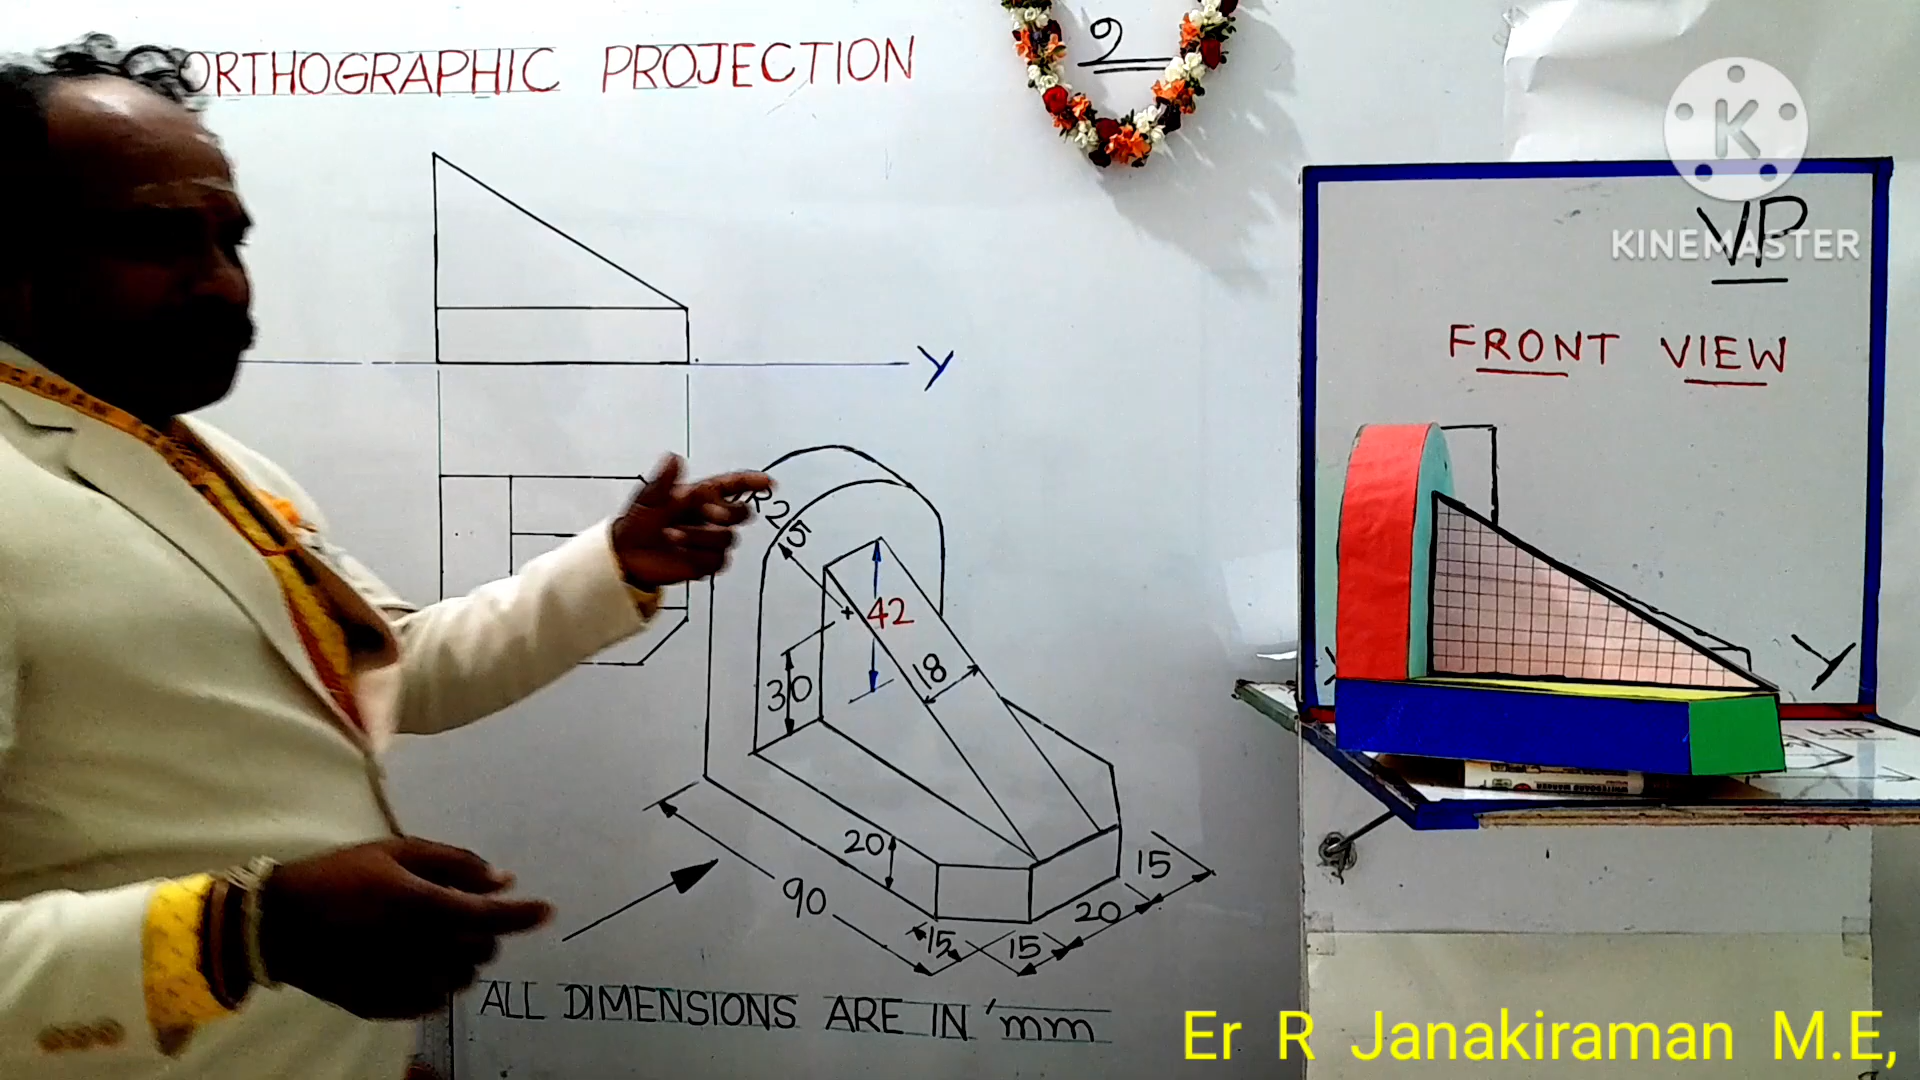 ORTHOGRAPHIC PROJECTION
உ
K
KINEMASTER
VP
FRONT VIEW
Y
R25
42
18
30
Y
HP
20
90
15
15
20
15
ALL DIMENSIONS ARE IN 'mm
Er R Janakiraman M.E,